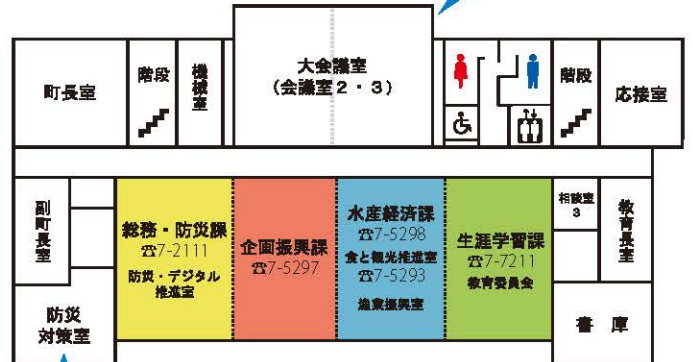 町長室
階段
機械室
大会議室
(会議室2・3)
階段
応接室
副町長室
総務・防災課
☎7-2111
防災・デジタル
推進室
企画振興課
☎7-5297
水産経済課
☎7-5298
食と観光推進室
☎7-5293
漁業振興室
生涯学習課
☎7-7211
教育委員会
相談室
3
教育長室
防災
対策室
書庫